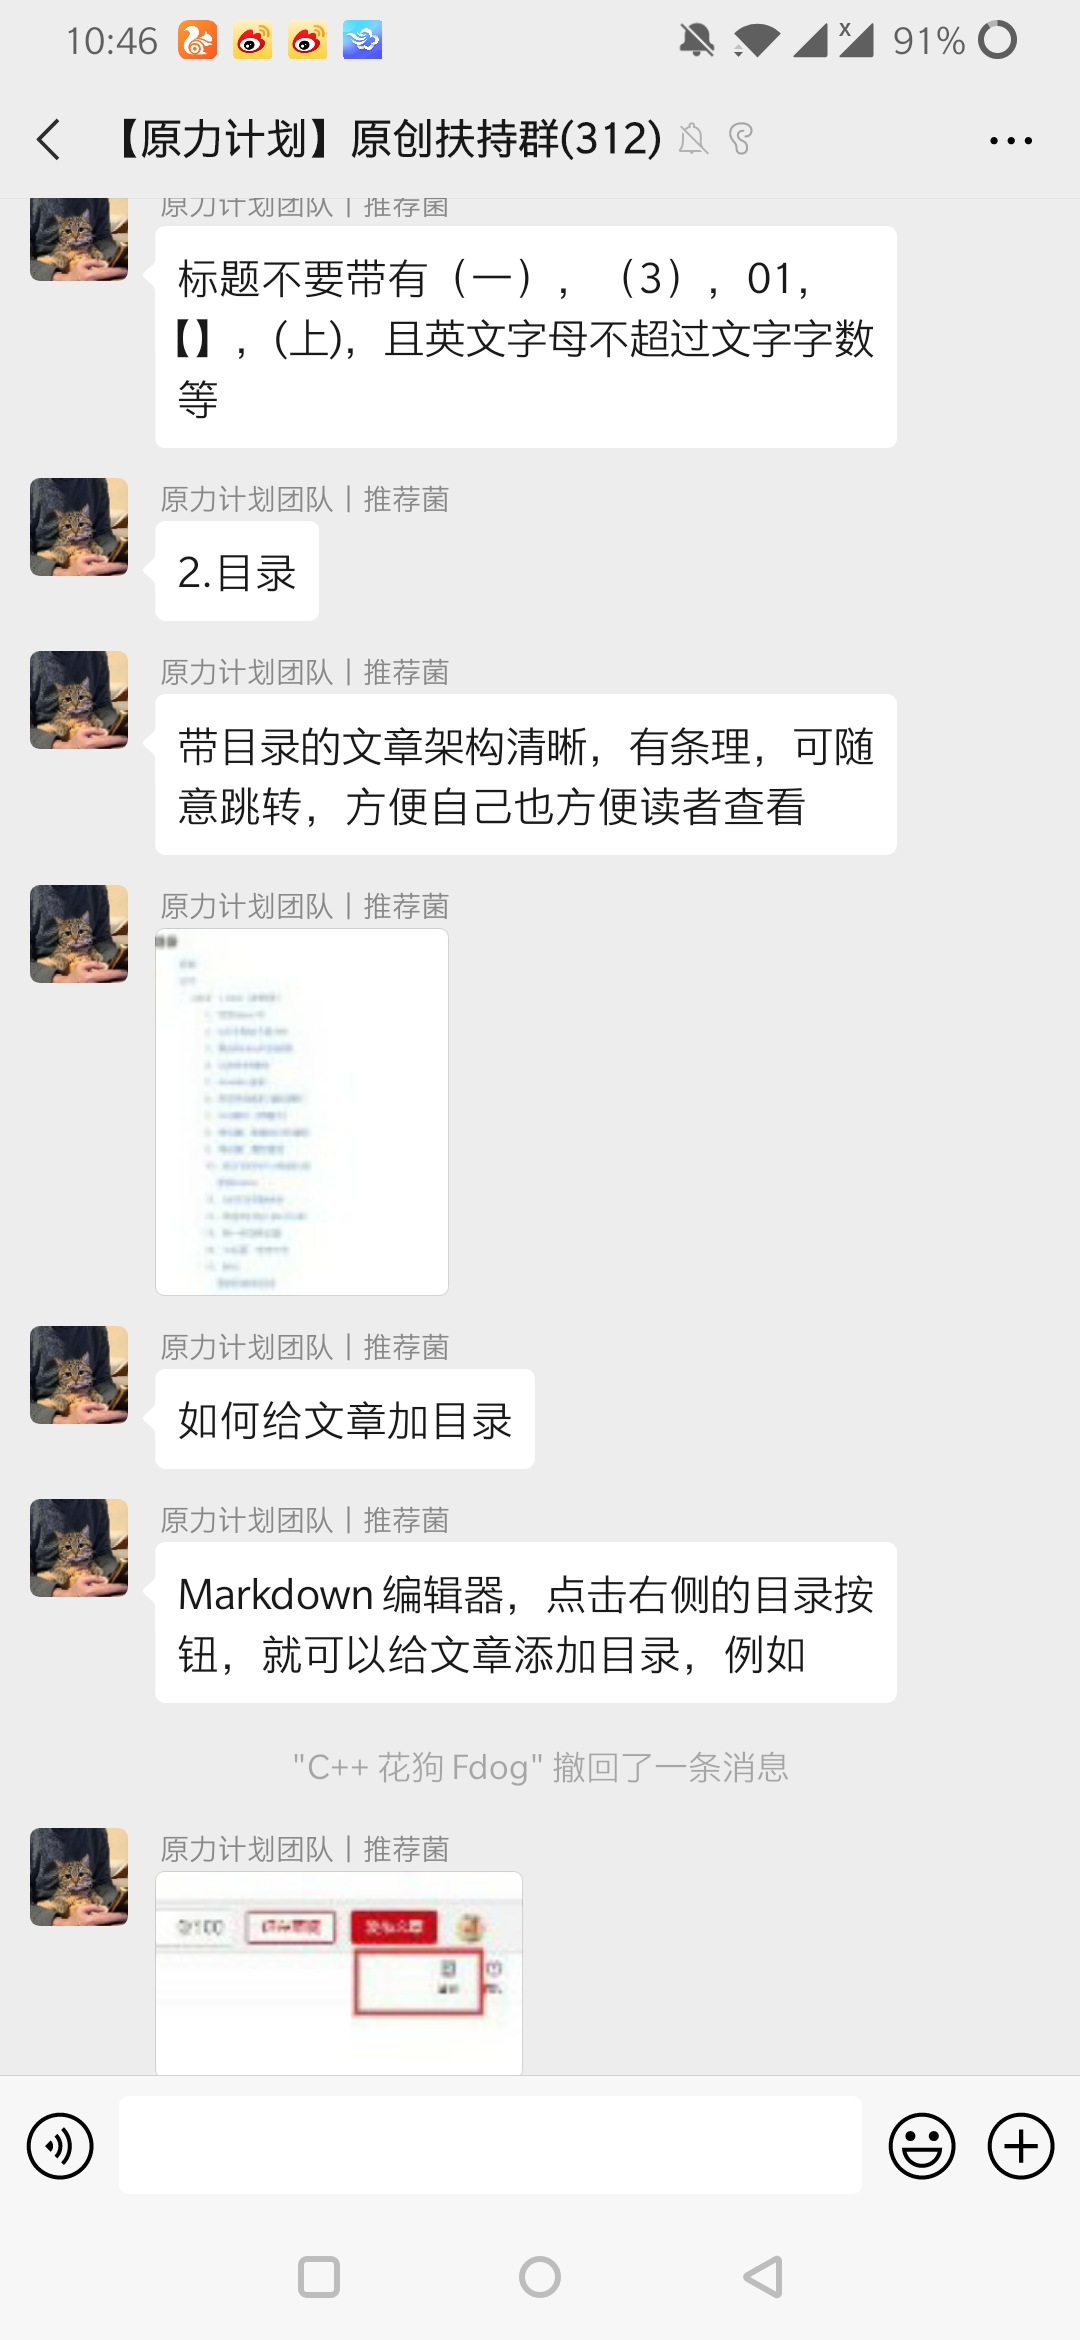 10:46
91%
【原力计划】原创扶持群(312)
原力计划团队｜推荐菌
标题不要带有（一），（3），01，
【】，(上)，且英文字母不超过文字字数
等
原力计划团队｜推荐菌
2.目录
原力计划团队｜推荐菌
带目录的文章架构清晰，有条理，可随
意跳转，方便自己也方便读者查看
原力计划团队｜推荐菌
原力计划团队｜推荐菌
如何给文章加目录
原力计划团队｜推荐菌
Markdown 编辑器，点击右侧的目录按
钮，就可以给文章添加目录，例如
"C++ 花狗 Fdog" 撤回了一条消息
原力计划团队｜推荐菌